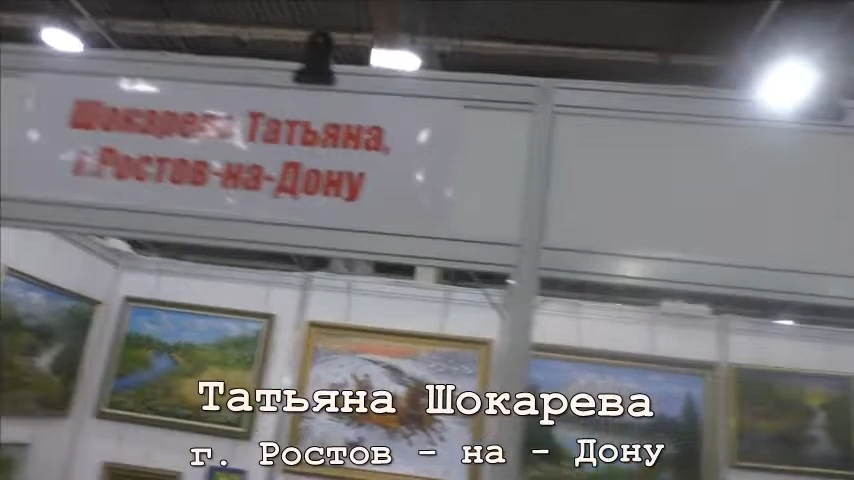 Шокарева Татьяна,
г.Ростов-на-Дону
Татьяна Шокарева
г. Ростов - на - Дону